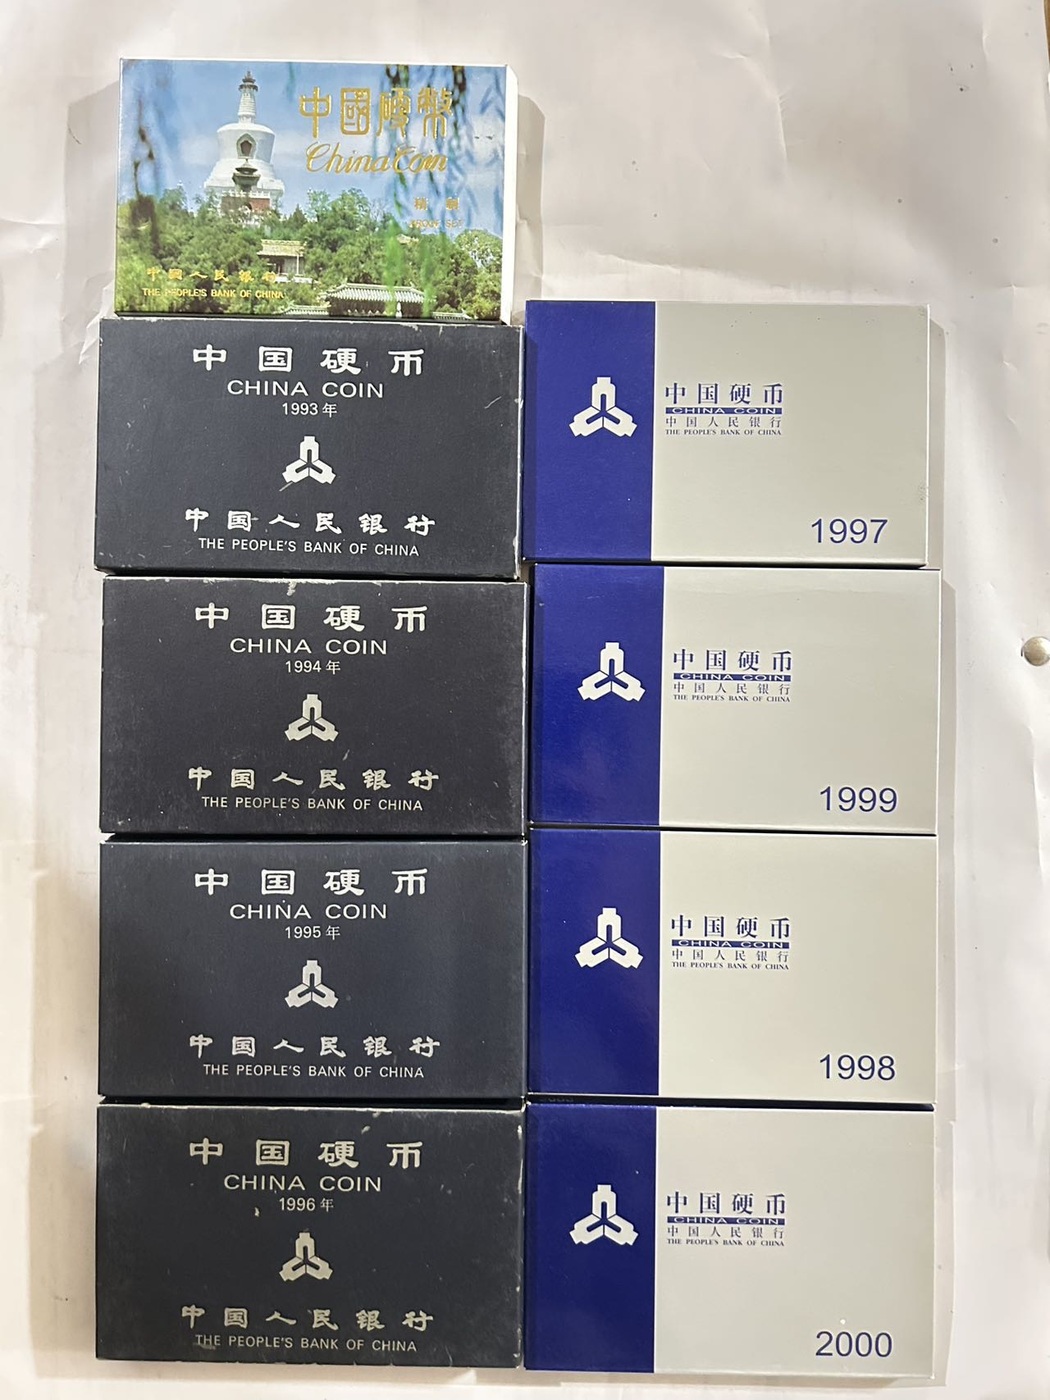 中國硬幣
China Coin
中國人民銀行
THE PEOPLE'S BANK OF CHINA
中国硬币
CHINA COIN
1993年
中国人民银行
THE PEOPLE'S BANK OF CHINA
中国硬币
CHINA COIN
1994年
中国人民银行
THE PEOPLE'S BANK OF CHINA
中国硬币
CHINA COIN
1995年
中国人民银行
THE PEOPLE'S BANK OF CHINA
中国硬币
CHINA COIN
1996年
中国人民银行
THE PEOPLE'S BANK OF CHINA
中国硬币
CHINA COIN
中国人民银行
THE PEOPLE'S BANK OF CHINA
1997
中国硬币
CHINA COIN
中国人民银行
THE PEOPLE'S BANK OF CHINA
1999
中国硬币
CHINA COIN
中国人民银行
THE PEOPLE'S BANK OF CHINA
1998
中国硬币
CHINA COIN
中国人民银行
THE PEOPLE'S BANK OF CHINA
2000